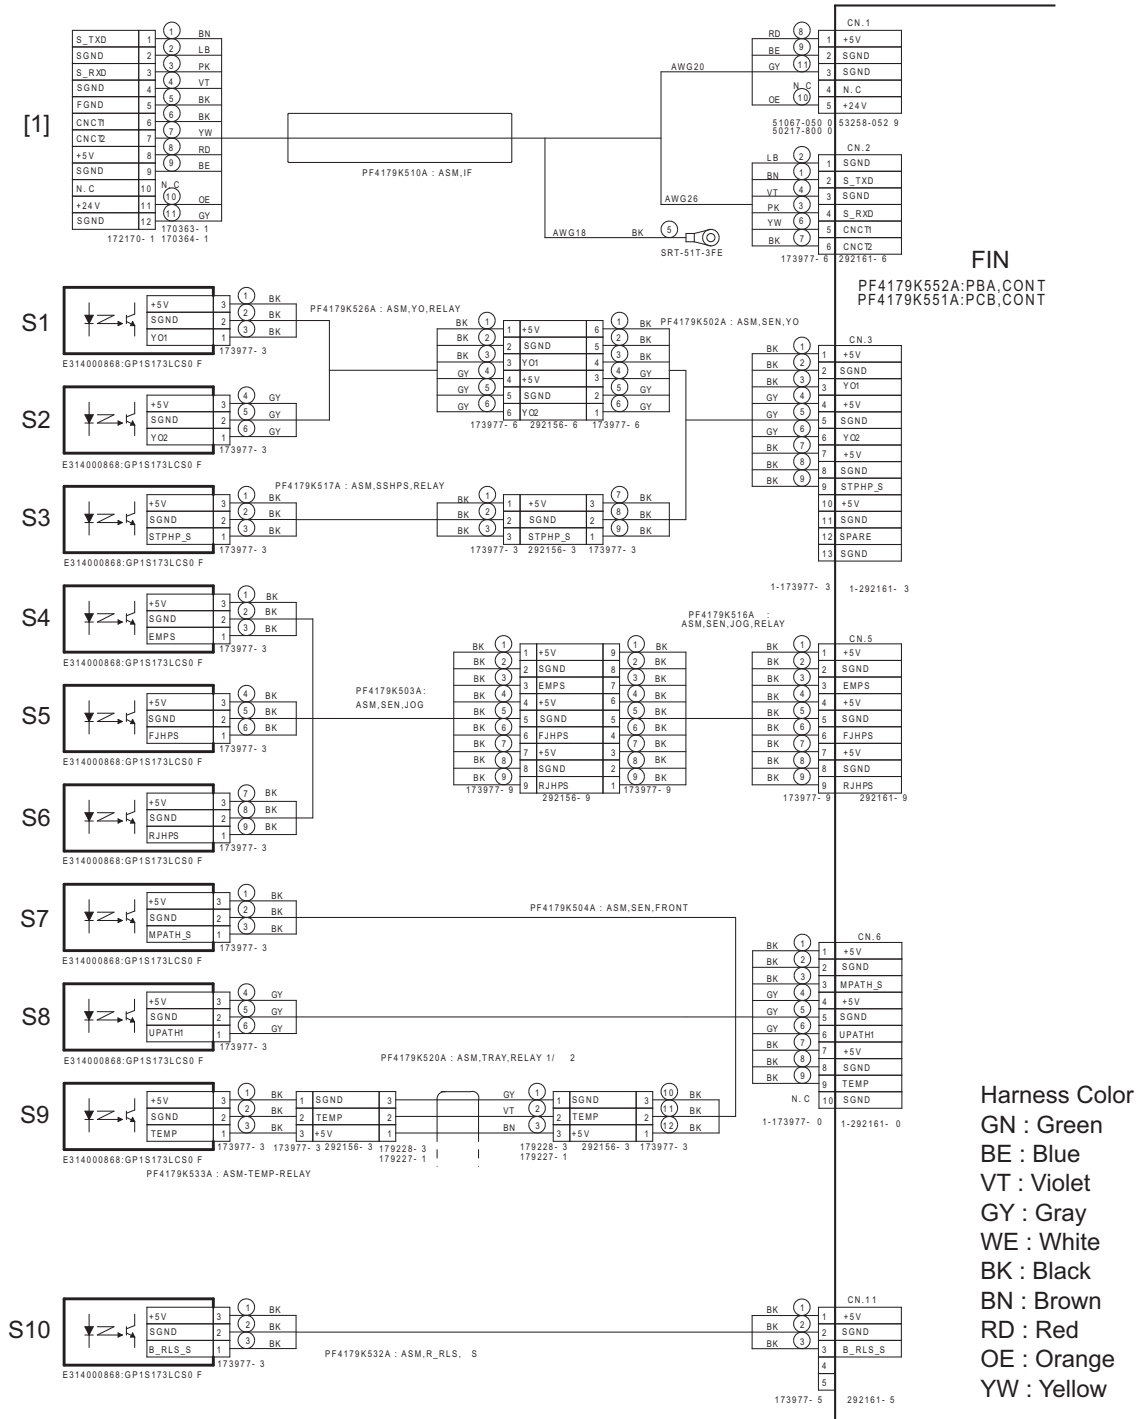 [1]
S_TXD 1 1 BN
SGND 2 2 LB
S_RXD 3 3 PK
SGND 4 4 VT
FGND 5 5 BK
CNCT1 6 6 BK
CNCT2 7 7 YW
+5V 8 8 RD
SGND 9 9 BE
N.C 10 N.C
+24V 11 10 OE
SGND 12 11 GY
172170-1 170363-1
170364-1
PF4179K510A : ASM,IF
AWG20
AWG26
AWG18 BK 5
SRT-51T-3FE
CN.1
RD 8 1 +5V
BE 9 2 SGND
GY 11 3 SGND
N.C 4 N.C
OE 10 5 +24V
51067-050 0 53258-052 9
50217-800 0
CN.2
LB 2 1 SGND
BN 1 2 S_TXD
VT 4 3 SGND
PK 3 4 S_RXD
YW 6 5 CNCT1
BK 7 6 CNCT2
173977-6 292161-6
FIN
PF4179K552A:PBA,CONT
PF4179K551A:PCB,CONT
S1
+5V 3 1 BK
SGND 2 2 BK
YO1 1 3 BK
173977-3
E314000868:GP1S173LCS0 F
PF4179K526A : ASM,YO,RELAY
S2
+5V 3 4 GY
SGND 2 5 GY
YO2 1 6 GY
173977-3
E314000868:GP1S173LCS0 F
BK 1 1 +5V 6 1 BK
BK 2 2 SGND 5 2 BK
BK 3 3 YO1 4 3 BK
GY 4 4 +5V 3 4 GY
GY 5 5 SGND 2 5 GY
GY 6 6 YO2 1 6 GY
173977-6 292156-6 173977-6
PF4179K502A : ASM,SEN,YO
CN.3
BK 1 1 +5V
BK 2 2 SGND
BK 3 3 YO1
GY 4 4 +5V
GY 5 5 SGND
GY 6 6 YO2
BK 7 7 +5V
BK 8 8 SGND
BK 9 9 STPHP_S
10 +5V
11 SGND
12 SPARE
13 SGND
1-173977-3 1-292161-3
S3
+5V 3 1 BK
SGND 2 2 BK
STPHP_S 1 3 BK
173977-3
E314000868:GP1S173LCS0 F
PF4179K517A : ASM,SSHPS,RELAY
BK 1 1 +5V 3 7 BK
BK 2 2 SGND 2 8 BK
BK 3 3 STPHP_S 1 9 BK
173977-3 292156-3 173977-3
S4
+5V 3 1 BK
SGND 2 2 BK
EMPS 1 3 BK
173977-3
E314000868:GP1S173LCS0 F
S5
+5V 3 4 BK
SGND 2 5 BK
FJHPS 1 6 BK
173977-3
E314000868:GP1S173LCS0 F
S6
+5V 3 7 BK
SGND 2 8 BK
RJHPS 1 9 BK
173977-3
E314000868:GP1S173LCS0 F
PF4179K503A:
ASM,SEN,JOG
BK 1 1 +5V 9 1 BK
BK 2 2 SGND 8 2 BK
BK 3 3 EMPS 7 3 BK
BK 4 4 +5V 6 4 BK
BK 5 5 SGND 5 5 BK
BK 6 6 FJHPS 4 6 BK
BK 7 7 +5V 3 7 BK
BK 8 8 SGND 2 8 BK
BK 9 9 RJHPS 1 9 BK
173977-9 292156-9 173977-9
PF4179K516A :
ASM,SEN,JOG,RELAY
CN.5
BK 1 1 +5V
BK 2 2 SGND
BK 3 3 EMPS
BK 4 4 +5V
BK 5 5 SGND
BK 6 6 FJHPS
BK 7 7 +5V
BK 8 8 SGND
BK 9 9 RJHPS
173977-9 292161-9
S7
+5V 3 1 BK
SGND 2 2 BK
MPATH_S 1 3 BK
173977-3
E314000868:GP1S173LCS0 F
PF4179K504A : ASM,SEN,FRONT
S8
+5V 3 4 GY
SGND 2 5 GY
UPATH1 1 6 GY
173977-3
E314000868:GP1S173LCS0 F
PF4179K520A : ASM,TRAY,RELAY 1/ 2
CN.6
BK 1 1 +5V
BK 2 2 SGND
BK 3 3 MPATH_S
GY 4 4 +5V
GY 5 5 SGND
GY 6 6 UPATH1
BK 7 7 +5V
BK 8 8 SGND
BK 9 9 TEMP
N.C 10 SGND
1-173977-0 1-292161-0
S9
+5V 3 1 BK 1 SGND 3 GY 1 1 SGND 3 10 BK
SGND 2 2 BK 2 TEMP 2 VT 2 2 TEMP 2 11 BK
TEMP 1 3 BK 3 +5V 1 BN 3 3 +5V 1 12 BK
173977-3 173977-3 292156-3 179228-3 179228-3 292156-3 173977-3
179227-1 179227-1
E314000868:GP1S173LCS0 F
PF4179K533A : ASM-TEMP-RELAY
S10
+5V 3 1 BK
SGND 2 2 BK
B_RLS_S 1 3 BK
173977-3
E314000868:GP1S173LCS0 F
PF4179K532A : ASM,R_RLS, S
CN.11
BK 1 1 +5V
BK 2 2 SGND
BK 3 3 B_RLS_S
4
5
173977-5 292161-5
Harness Color
GN : Green
BE : Blue
VT : Violet
GY : Gray
WE : White
BK : Black
BN : Brown
RD : Red
OE : Orange
YW : Yellow